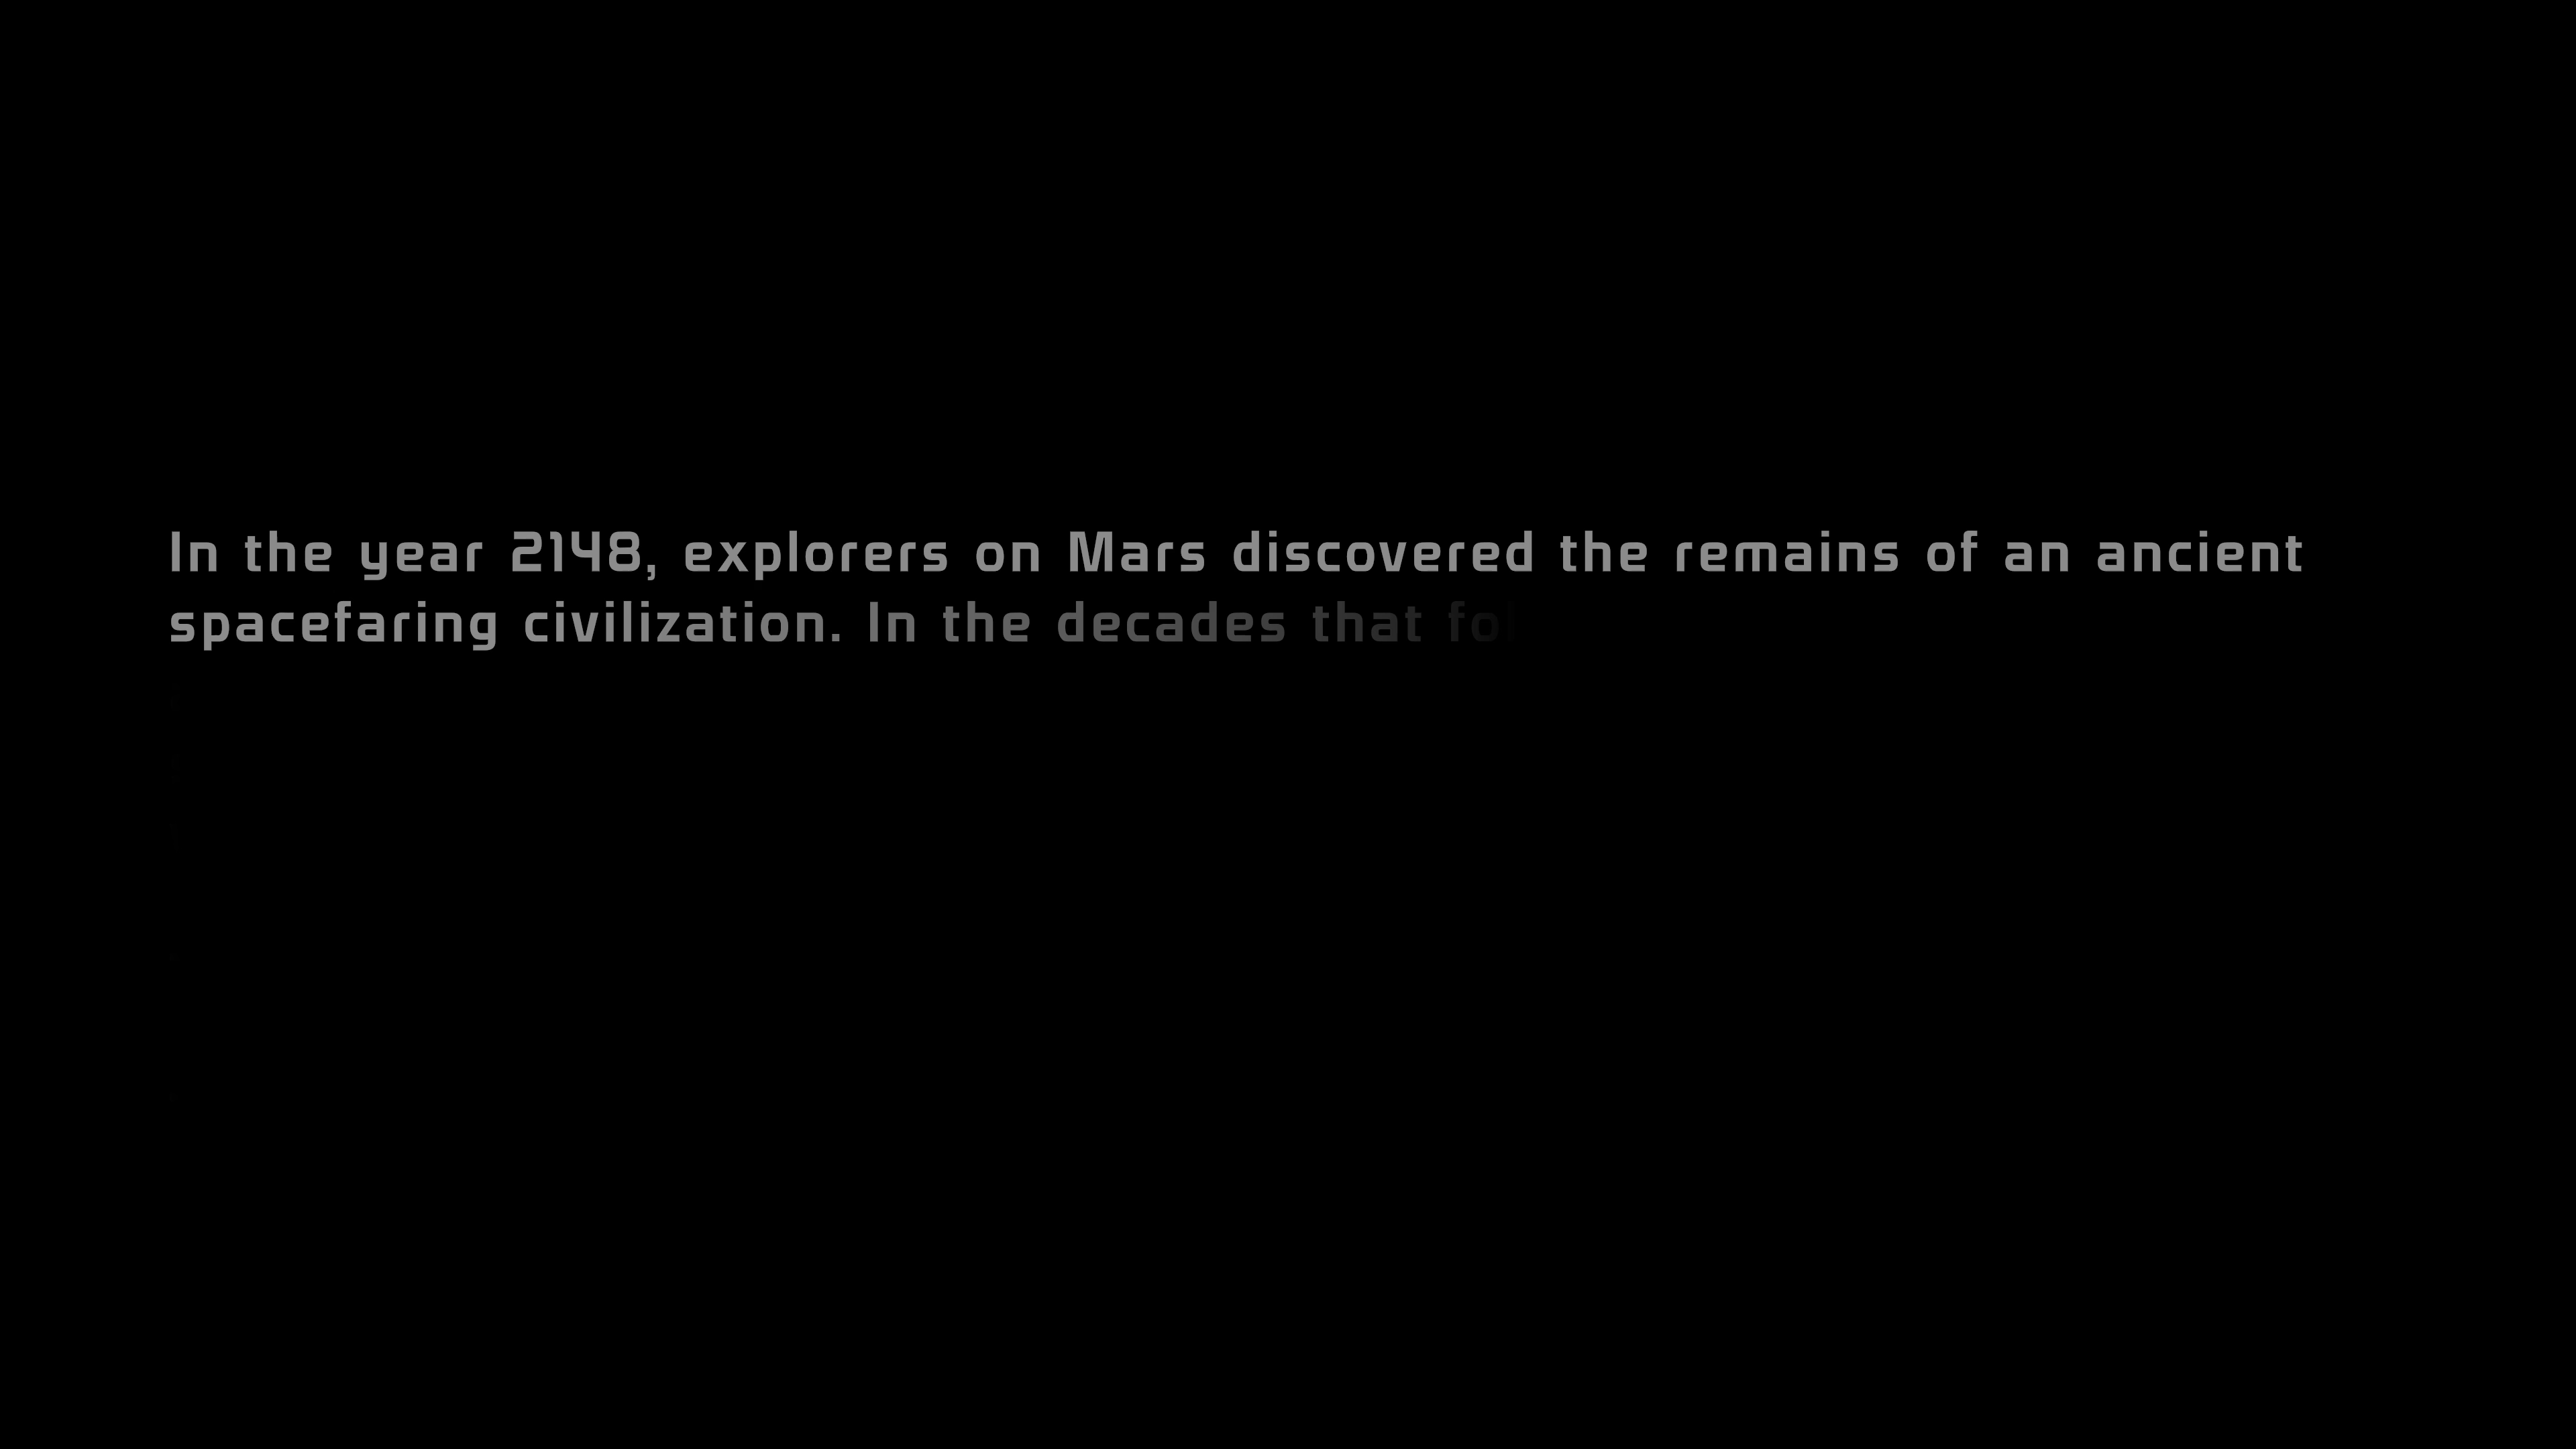 In the year 2148, explorers on Mars discovered the remains of an ancient
spacefaring civilization. In the decades that fol